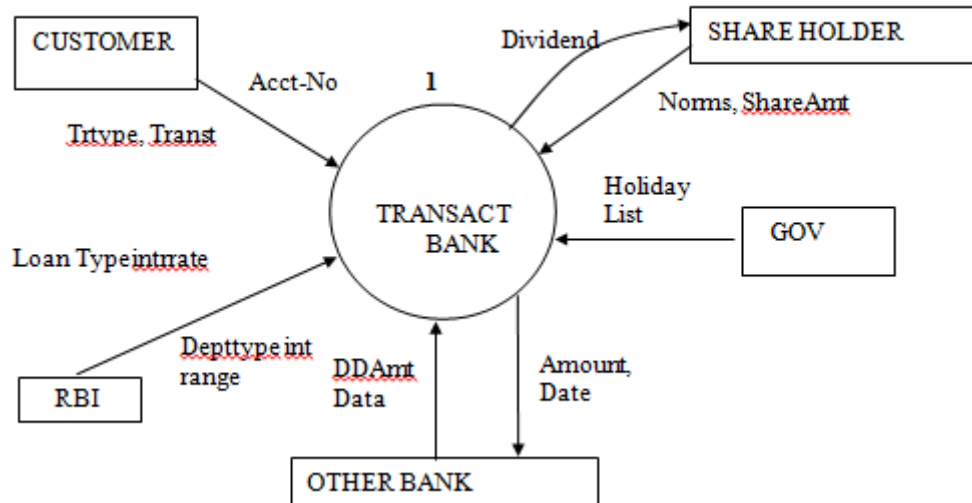 CUSTOMER
SHARE HOLDER
Dividend
Acct-No
1
Norms, ShareAmt
Trtype, Transt
Holiday
List
TRANSACT
BANK
GOV
Loan Typeintrrate
Depttype int
range
DDAmt
Data
Amount,
Date
RBI
OTHER BANK